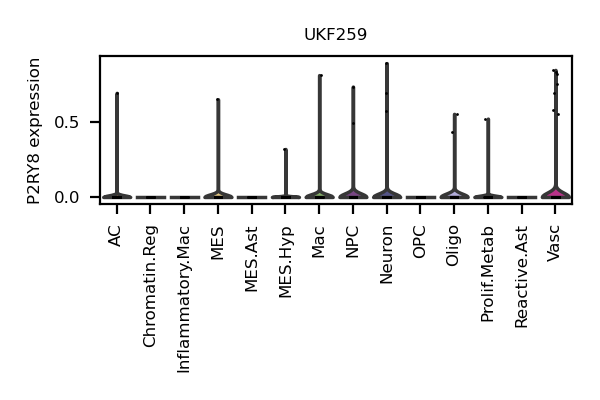 UKF259
P2RY8 expression
0.5
0.0
AC
Chromatin.Reg
Inflammatory.Mac
MES
MES.Ast
MES.Hyp
Mac
NPC
Neuron
OPC
Oligo
Prolif.Metab
Reactive.Ast
Vasc